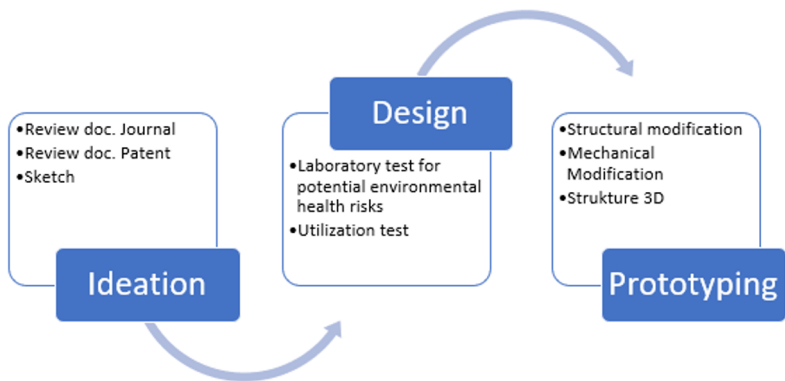 •Review doc. Journal
•Review doc. Patent
•Sketch
Ideation
Design
•Laboratory test for
potential environmental
health risks
•Utilization test
•Structural modification
•Mechanical
Modification
•Strukture 3D
Prototyping